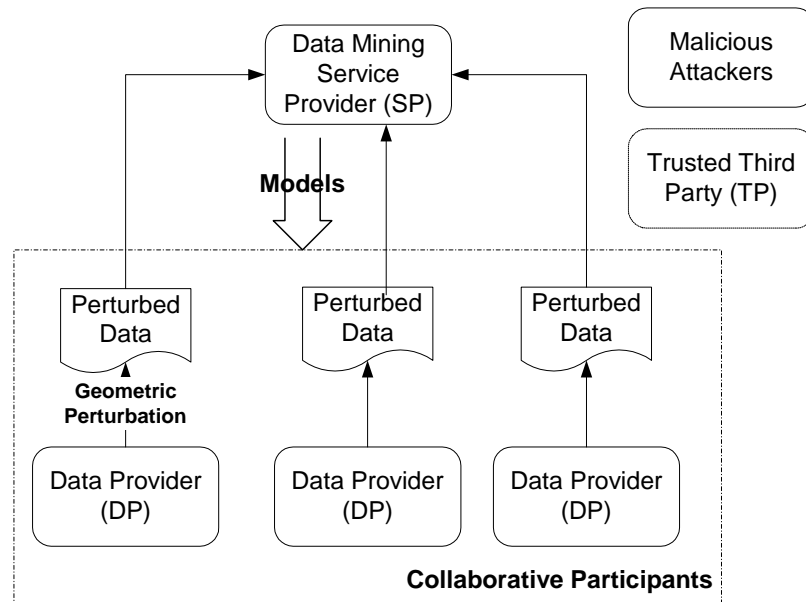 Data Mining
Service
Provider (SP)
Malicious
Attackers
Trusted Third
Party (TP)
Models
Perturbed
Data
Perturbed
Data
Perturbed
Data
Geometric
Perturbation
Data Provider
(DP)
Data Provider
(DP)
Data Provider
(DP)
Collaborative Participants